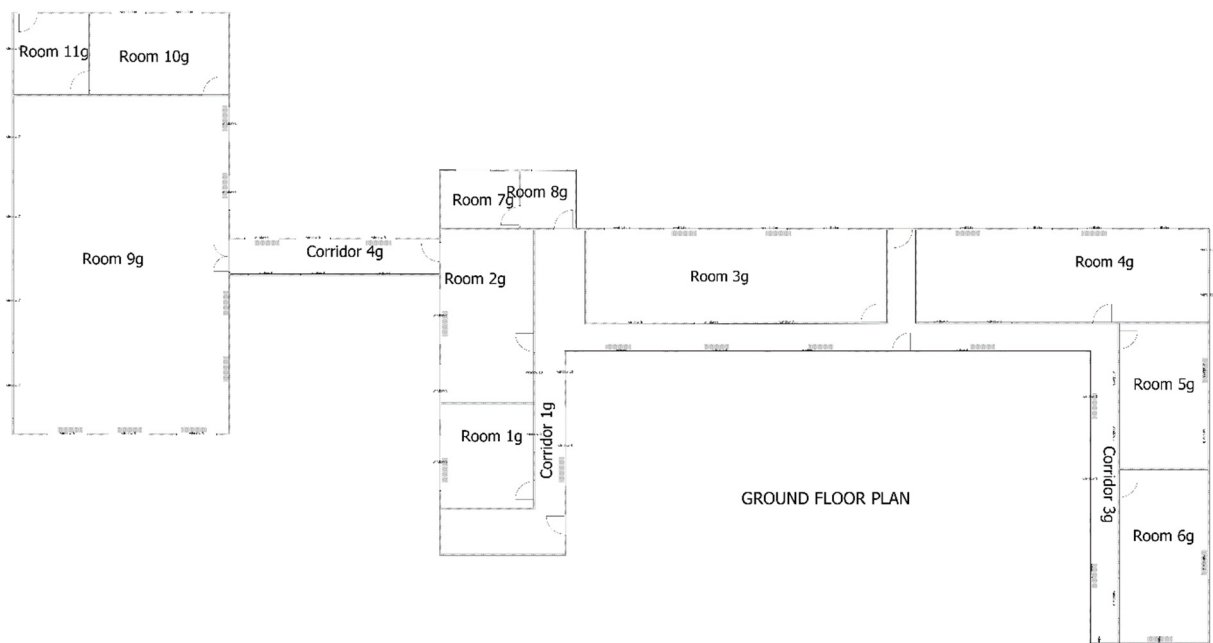 Room 11g
Room 10g
Room 7g
Room 8g
Room 9g
Corridor 4g
Room 2g
Room 3g
Room 4g
Room 5g
Room 1g
Corridor 1g
Corridor 3g
GROUND FLOOR PLAN
Room 6g